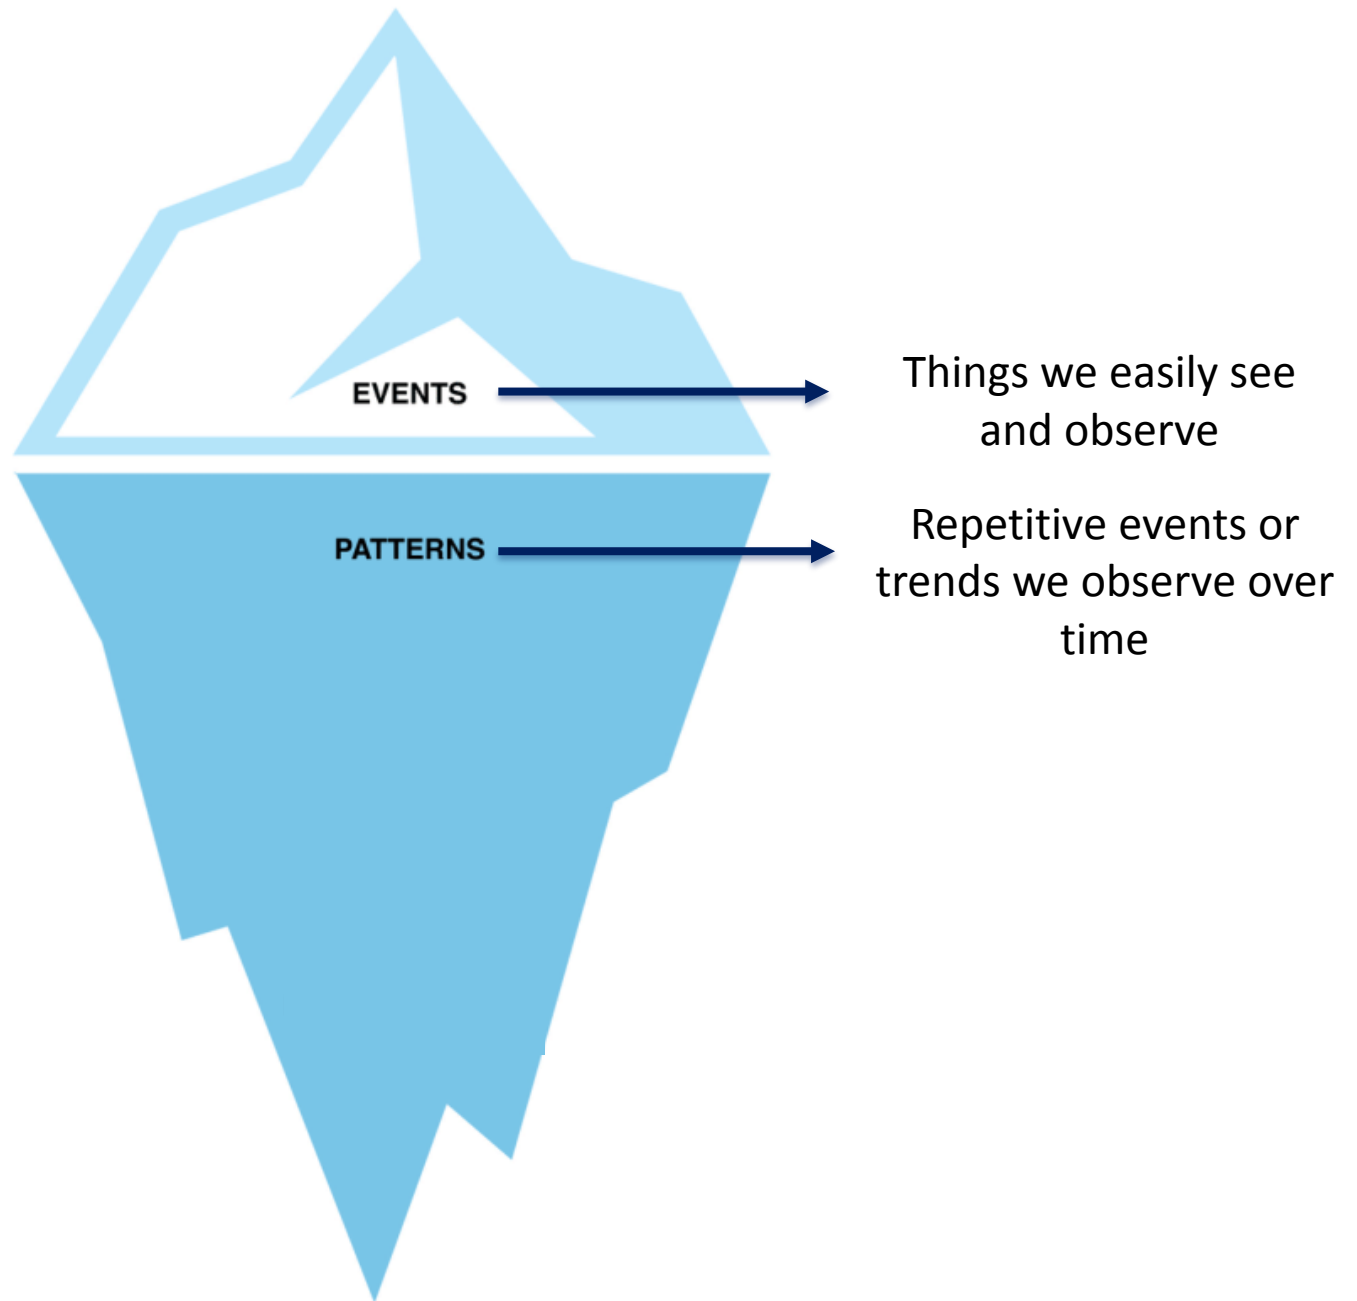 EVENTS
Things we easily see
and observe
PATTERNS
Repetitive events or
trends we observe over
time